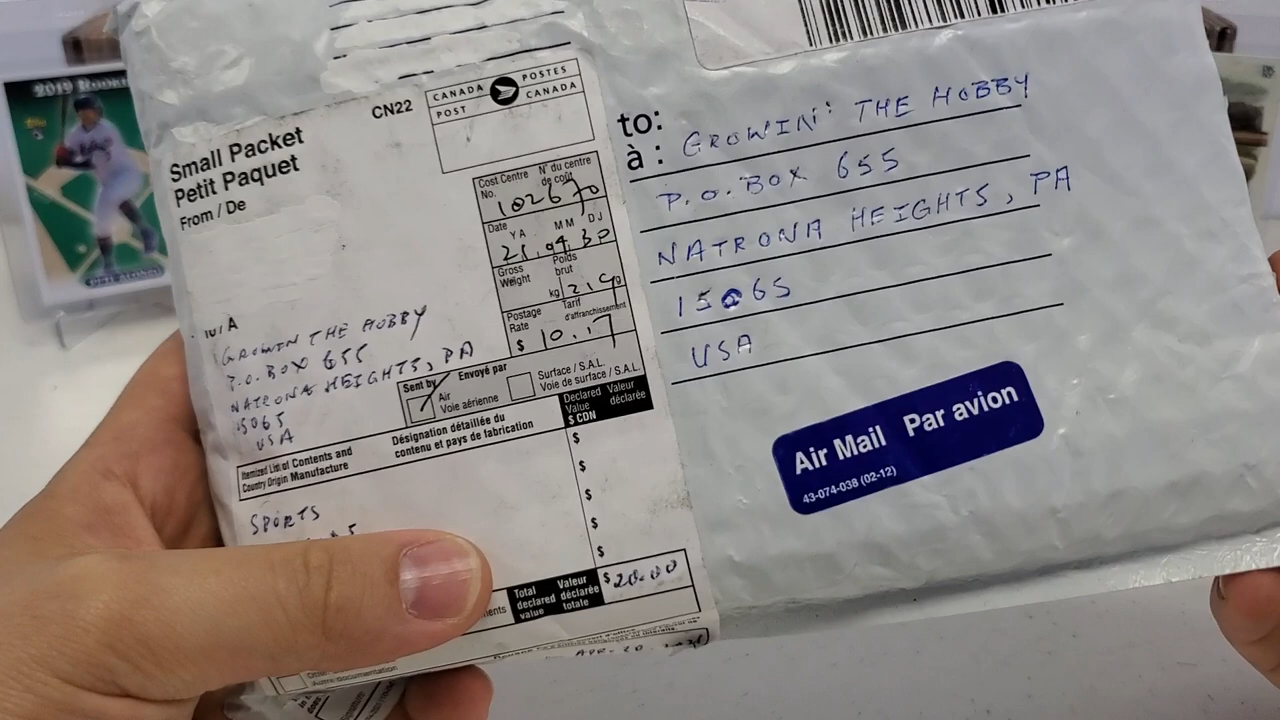 2019 Rookie
CN22
CANADA POSTES
POST CANADA
Small Packet
Petit Paquet
From / De
Cost Centre No. N° du centre de coût
102670
Date YA MM DJ
21.04.30
Gross Weight Poids brut
kg
Postage Rate Tarif d'affranchissement
$ 10.17
GROWIN THE HOBBY
P.O. BOX 655
NATRONA HEIGHTS, PA
15065
USA
Sent by Envoyé par
Air
Voie aérienne
Surface / S.A.L.
Voie de surface / S.A.L.
Itemized List of Contents and Country Origin Manufacture
Désignation détaillée du contenu et pays de fabrication
Declared Value Valeur déclarée
$ CDN
$
$
$
$
$
SPORTS
Total declared value Valeur déclarée totale
$ 20.00
Autre documentation
to:
à :
GROWIN' THE HOBBY
P.O. BOX 655
NATRONA HEIGHTS, PA
15065
USA
Air Mail Par avion
43-074-038 (02-12)